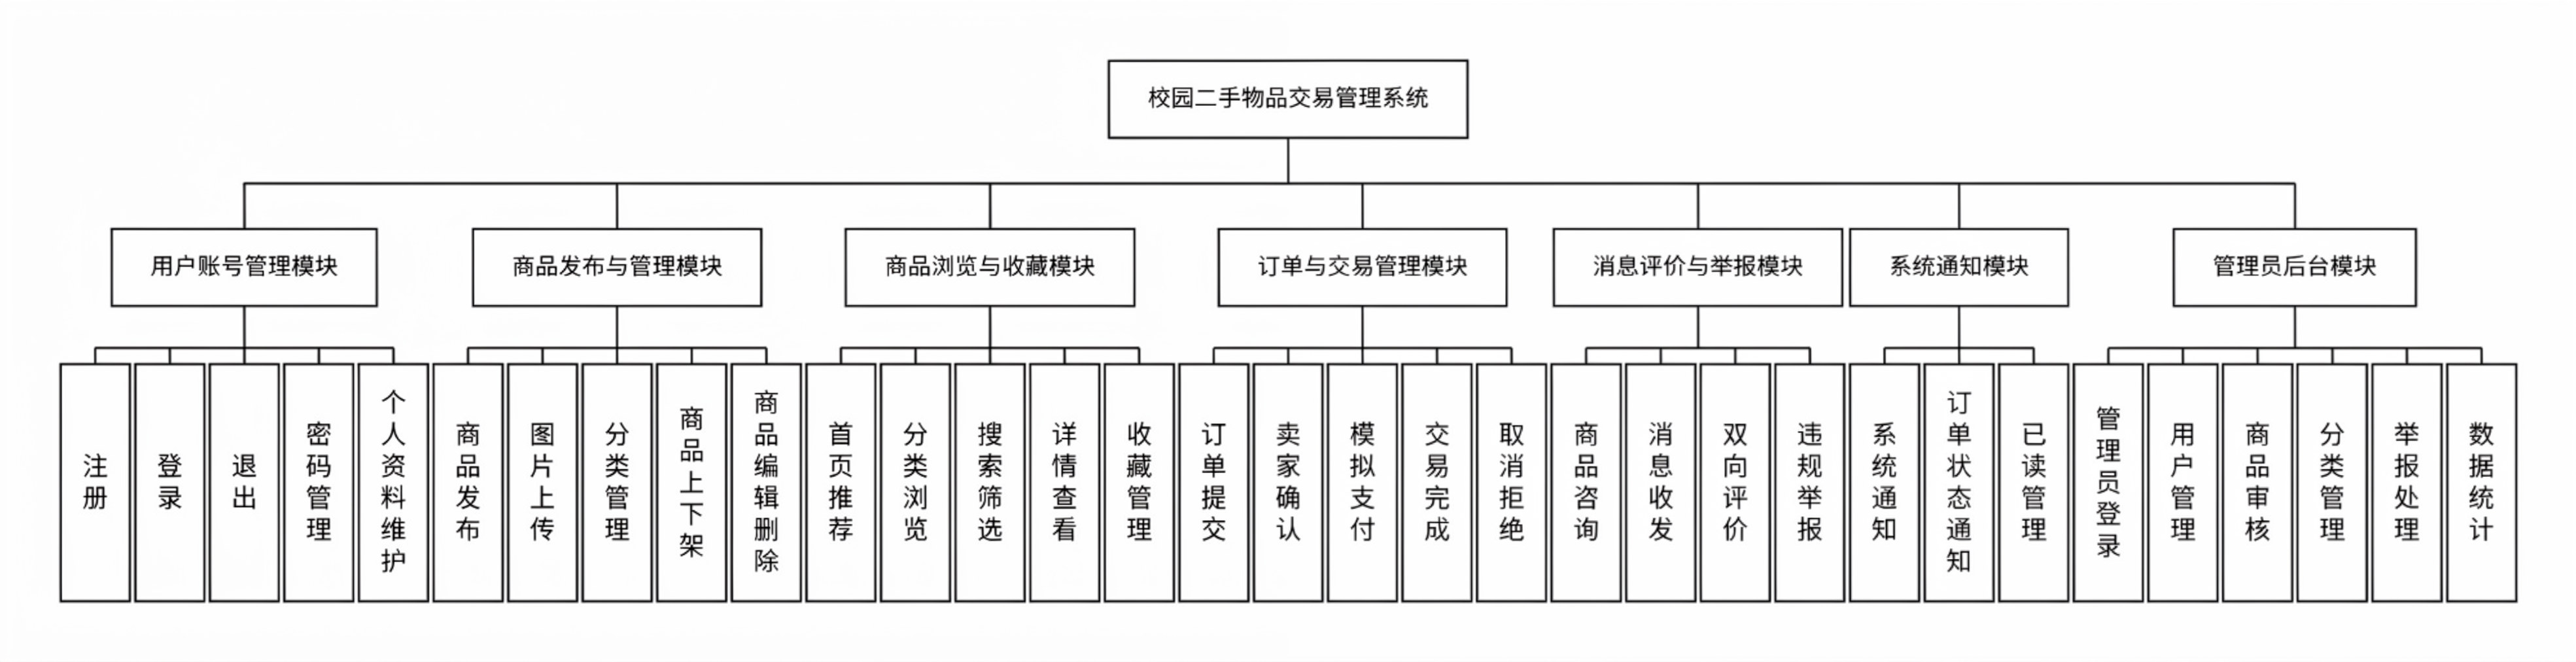 校园二手物品交易管理系统
用户账号管理模块
商品发布与管理模块
商品浏览与收藏模块
订单与交易管理模块
消息评价与举报模块
系统通知模块
管理员后台模块
注册
登录
退出
密码管理
个人资料维护
商品发布
图片上传
分类管理
商品上下架
商品编辑删除
首页推荐
分类浏览
搜索筛选
详情查看
收藏管理
订单提交
卖家确认
模拟支付
交易完成
取消拒绝
商品咨询
消息收发
双向评价
违规举报
系统通知
订单状态通知
已读管理
管理员登录
用户管理
商品审核
分类管理
举报处理
数据统计